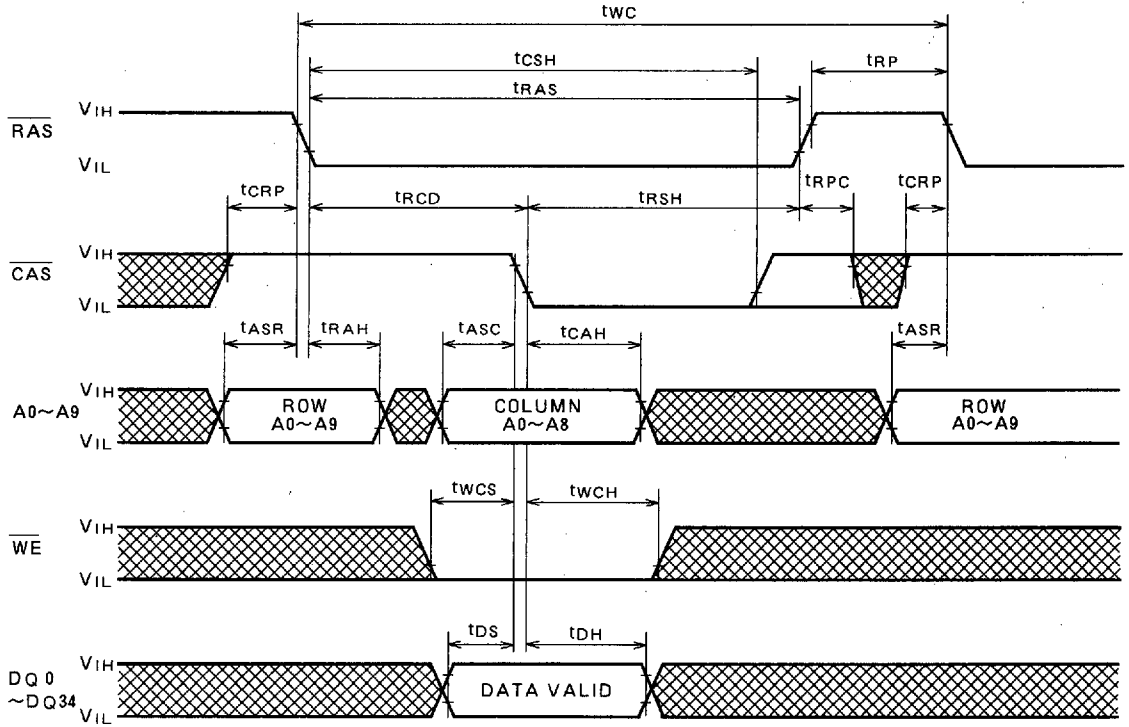 tWC
tCSH
tRP
tRAS
RAS
VIH
VIL
tCRP
tRCD
tRSH
tRPC
tCRP
CAS
VIH
VIL
tASR
tRAH
tASC
tCAH
tASR
A0~A9
VIH
VIL
ROW
A0~A9
COLUMN
A0~A8
ROW
A0~A9
tWCS
tWCH
WE
VIH
VIL
tDS
tDH
DQ0
~DQ34
VIH
VIL
DATA VALID